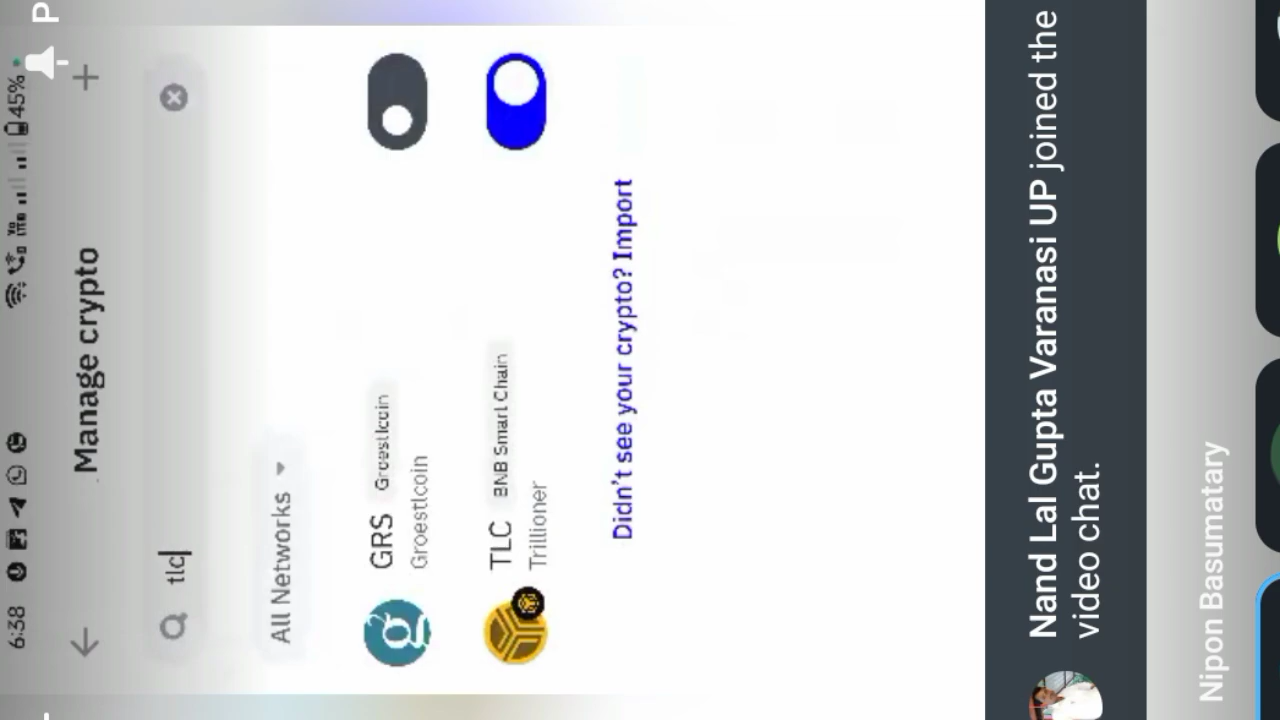 P
6:38
45%
Manage crypto
tlc
All Networks
GRS Groestlcoin
Groestlcoin
TLC BNB Smart Chain
Trillioner
Didn't see your crypto? Import
Nand Lal Gupta Varanasi UP joined the
video chat.
Nipon Basumatary